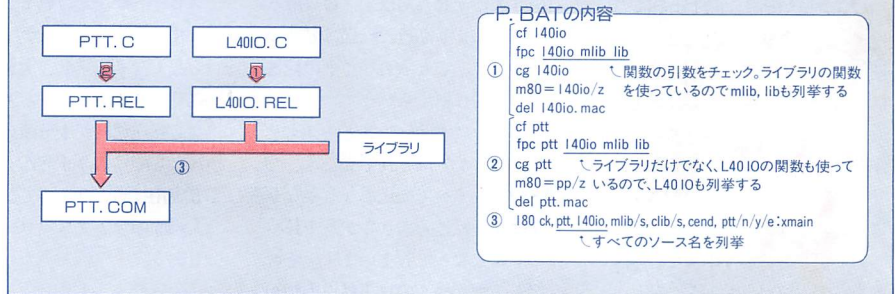 PTT. C
L40IO. C
②
①
PTT. REL
L40IO. REL
ライブラリ
③
PTT. COM
P. BATの内容
①
cf l40io
fpc l40io mlib lib
cg l40io
関数の引数をチェック。ライブラリの関数
m80=l40io/z
を使っているのでmlib, libも列挙する
del l40io.mac
②
cf ptt
fpc ptt l40io mlib lib
cg ptt
ライブラリだけでなく、L40IOの関数も使って
m80=pp/z
いるので、L40IOも列挙する
del ptt. mac
③ l80 ck, ptt, l40io, mlib/s, clib/s, cend, ptt/n/y/e:xmain
すべてのソース名を列挙